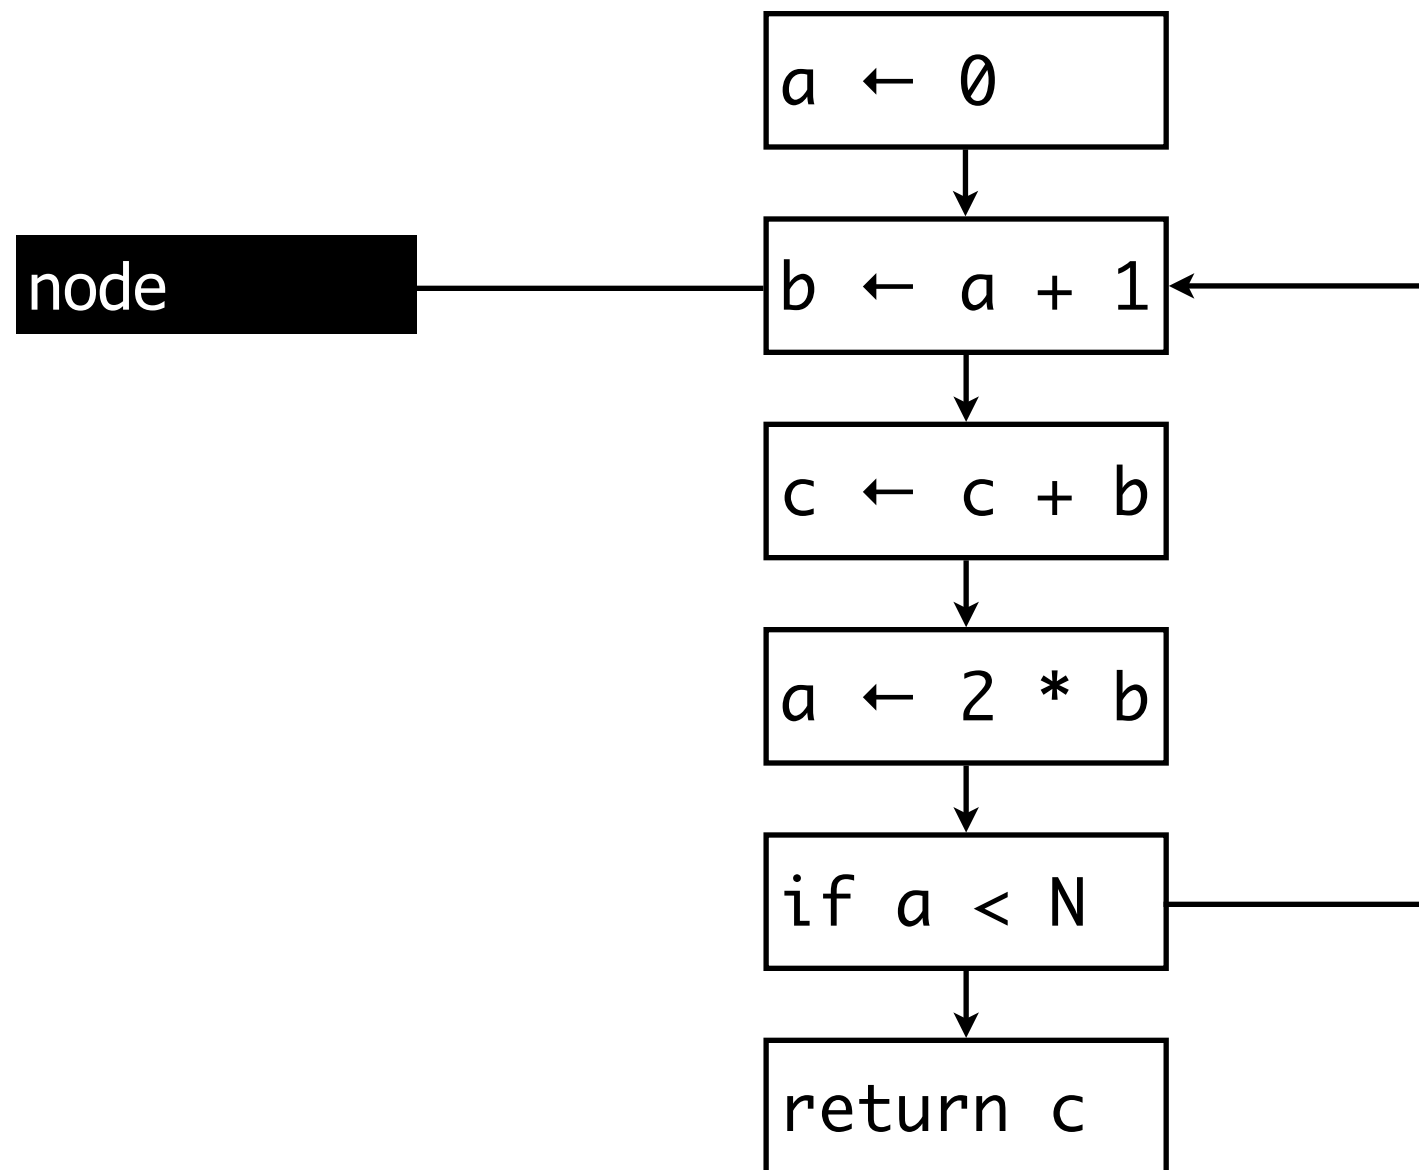 a ← 0
node
b ← a + 1
c ← c + b
a ← 2 * b
if a < N
return c